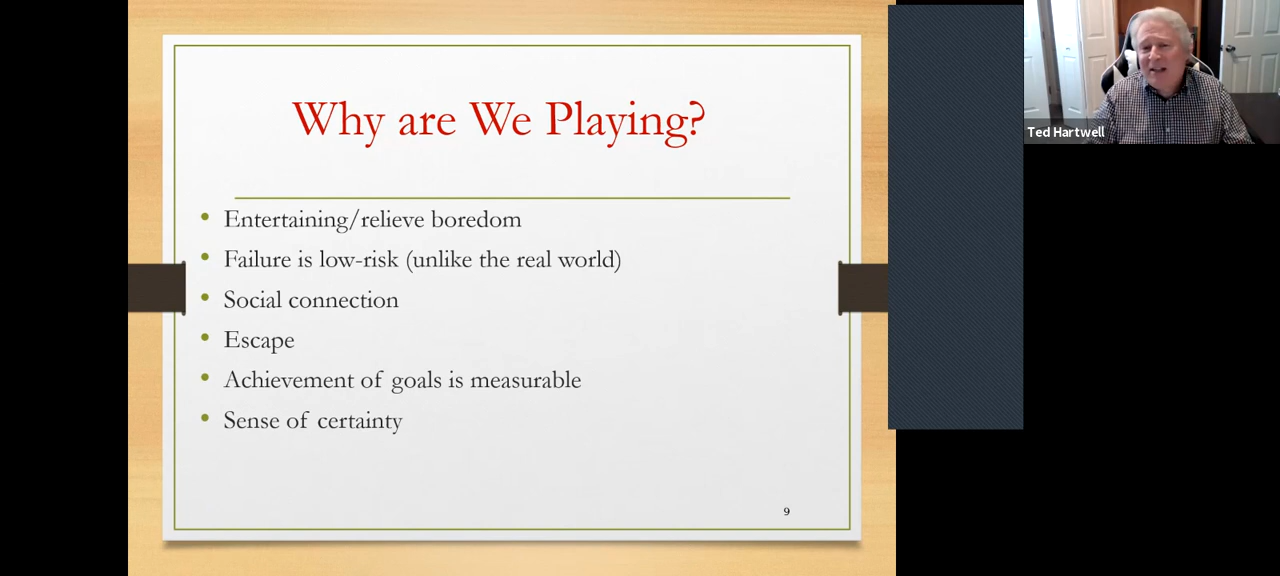 Why are We Playing?
Entertaining/relieve boredom
Failure is low-risk (unlike the real world)
Social connection
Escape
Achievement of goals is measurable
Sense of certainty
9
Ted Hartwell